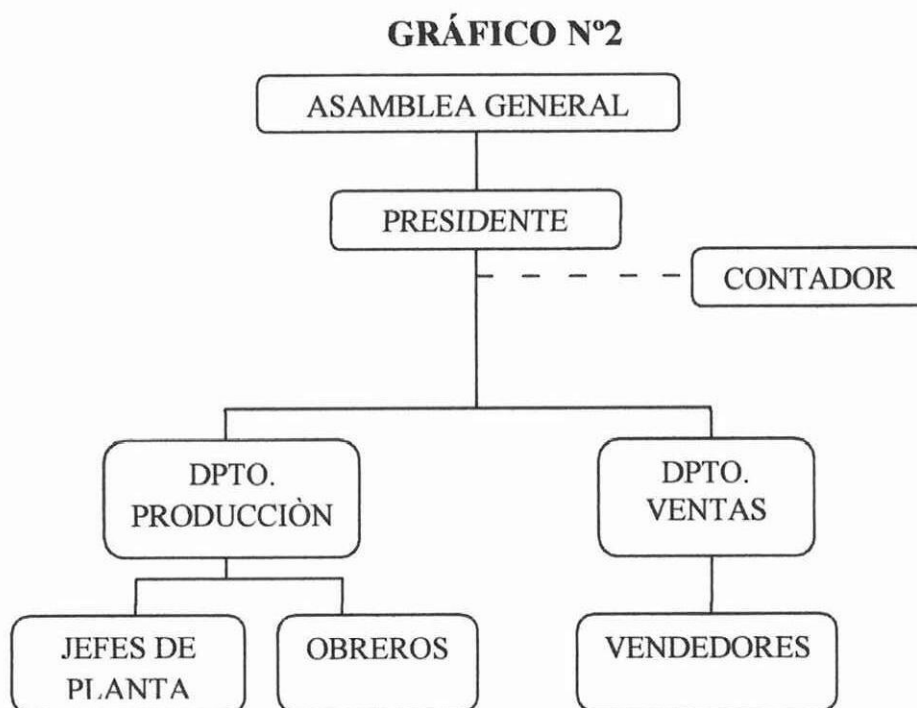 GRÁFICO Nº2
ASAMBLEA GENERAL
PRESIDENTE
CONTADOR
DPTO.
PRODUCCIÒN
DPTO.
VENTAS
JEFES DE
PLANTA
OBREROS
VENDEDORES